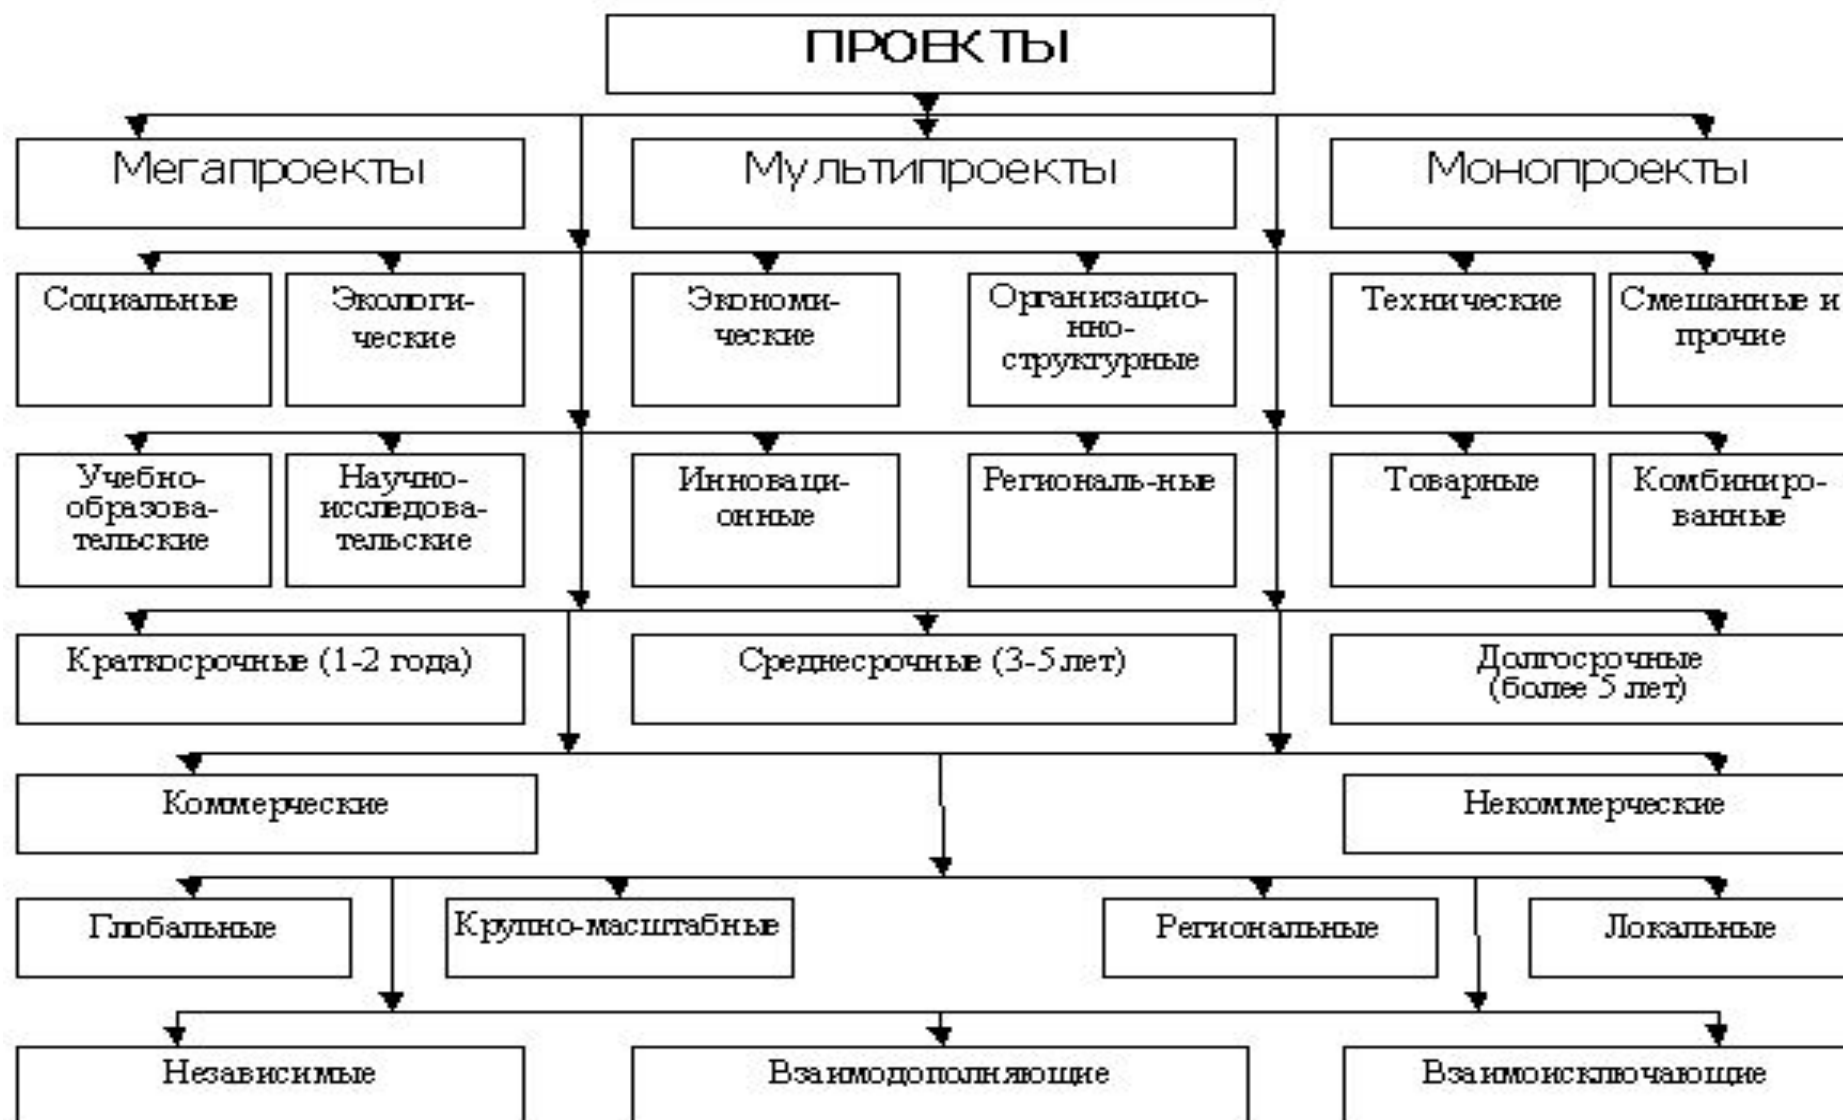 ПРОЕКТЫ
Мегапроекты
Мультипроекты
Монопроекты
Социальные
Экологи-
ческие
Экономи-
ческие
Организацио-
нно-
структурные
Технические
Смешанные и
прочие
Учебно-
образова-
тельские
Научно-
исследова-
тельские
Инноваци-
онные
Региональ-ные
Товарные
Комбиниро-
ванные
Краткосрочные (1-2 года)
Среднесрочные (3-5 лет)
Долгосрочные
(более 5 лет)
Коммерческие
Некоммерческие
Глобальные
Крупно-масштабные
Региональные
Локальные
Независимые
Взаимодополняющие
Взаимоисключающие